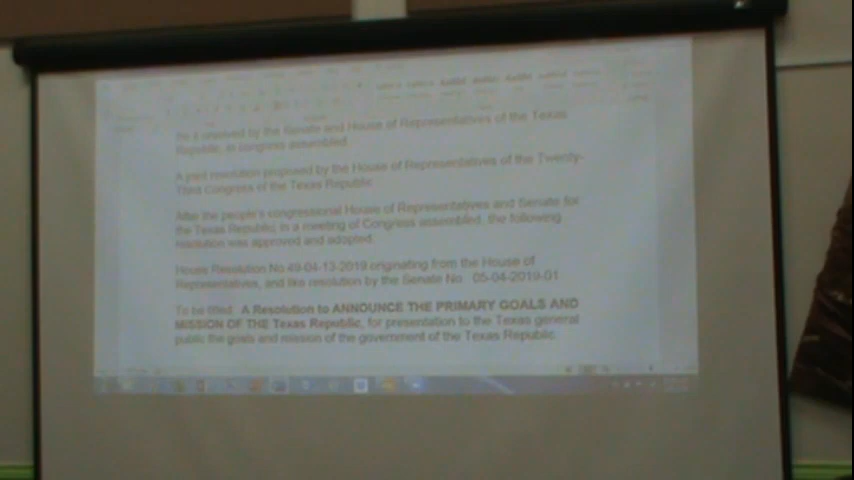 Be it resolved by the Senate and House of Representatives of the Texas
Republic, in congress assembled
A joint resolution proposed by the House of Representatives of the Twenty-
Third Congress of the Texas Republic
After the people's congressional House of Representatives and Senate for
the Texas Republic, in a meeting of Congress assembled, the following
resolution was approved and adopted.
House Resolution No 49-04-13-2019 originating from the House of
Representatives, and like resolution by the Senate No. 05-04-2019-01
To be titled: A Resolution to ANNOUNCE THE PRIMARY GOALS AND
MISSION OF THE Texas Republic, for presentation to the Texas general
public the goals and mission of the government of the Texas Republic